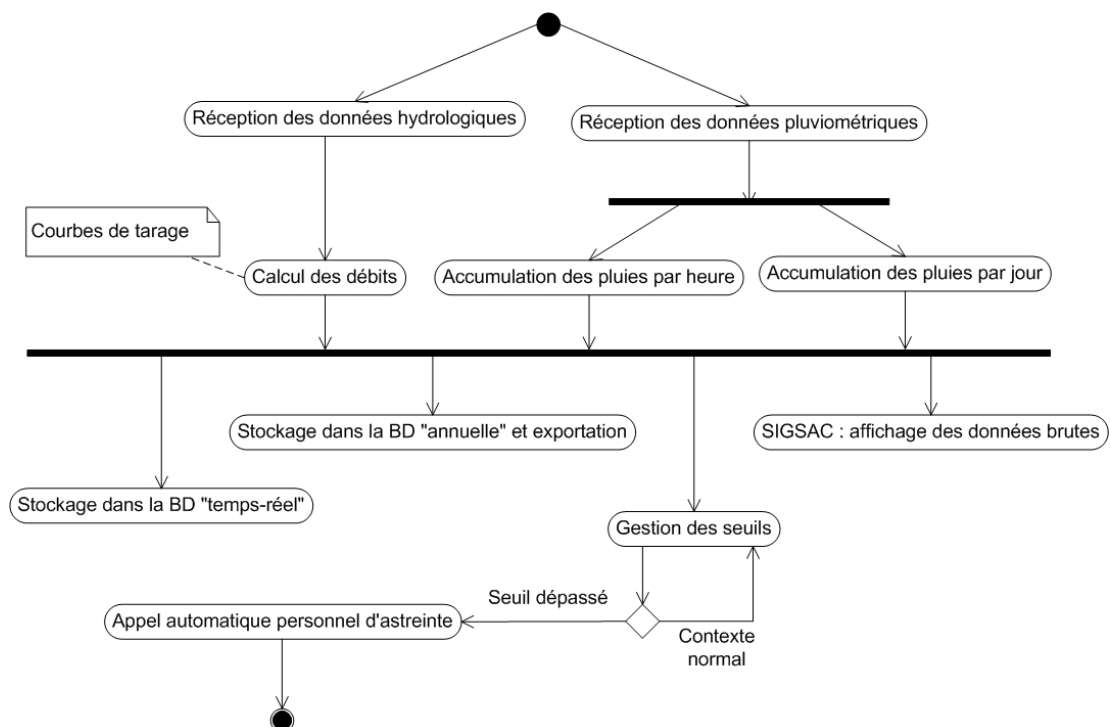 Réception des données hydrologiques
Réception des données pluviométriques
Courbes de tarage
Calcul des débits
Accumulation des pluies par heure
Accumulation des pluies par jour
Stockage dans la BD "annuelle" et exportation
SIGSAC : affichage des données brutes
Stockage dans la BD "temps-réel"
Gestion des seuils
Seuil dépassé
Appel automatique personnel d'astreinte
Contexte
normal